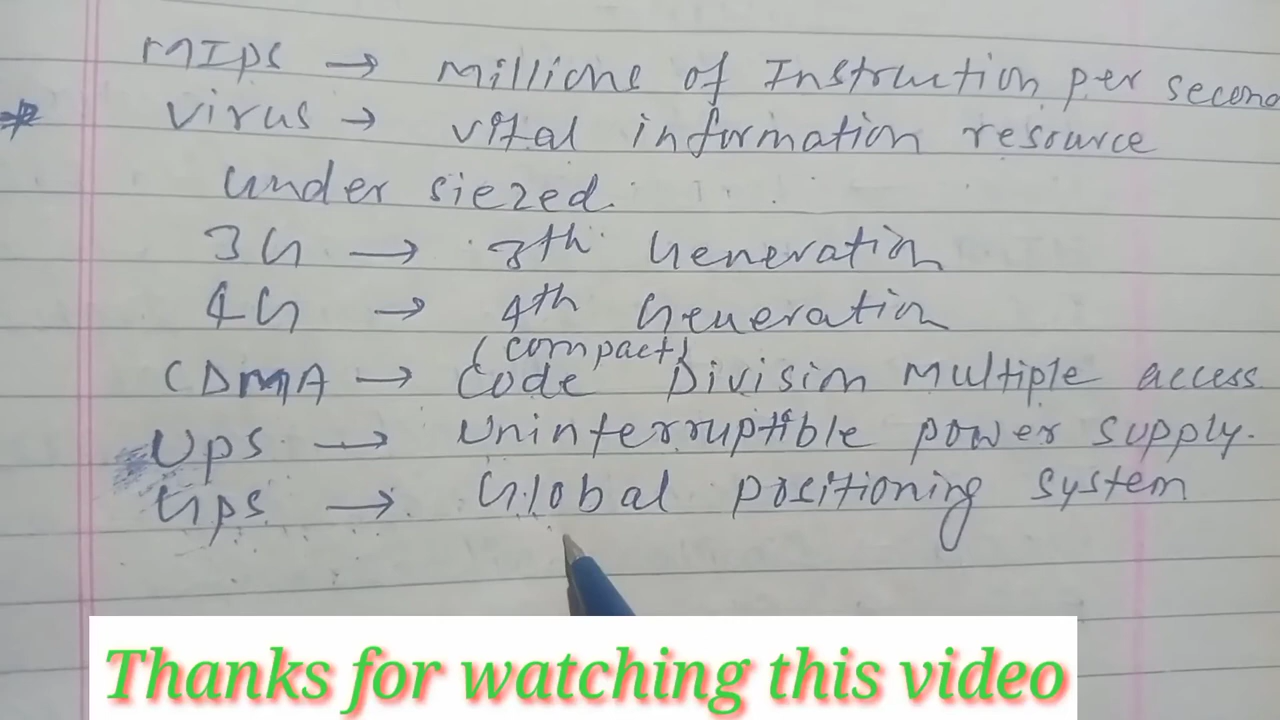 MIPS → Millions of Instruction per second
Virus → Vital information resource
under siezed.
3G → 3th Generation
4G → 4th Generation
(compact)
CDMA → Code Division Multiple access
UPS → Uninterruptible power supply.
GPS → Global positioning system
Thanks for watching this video